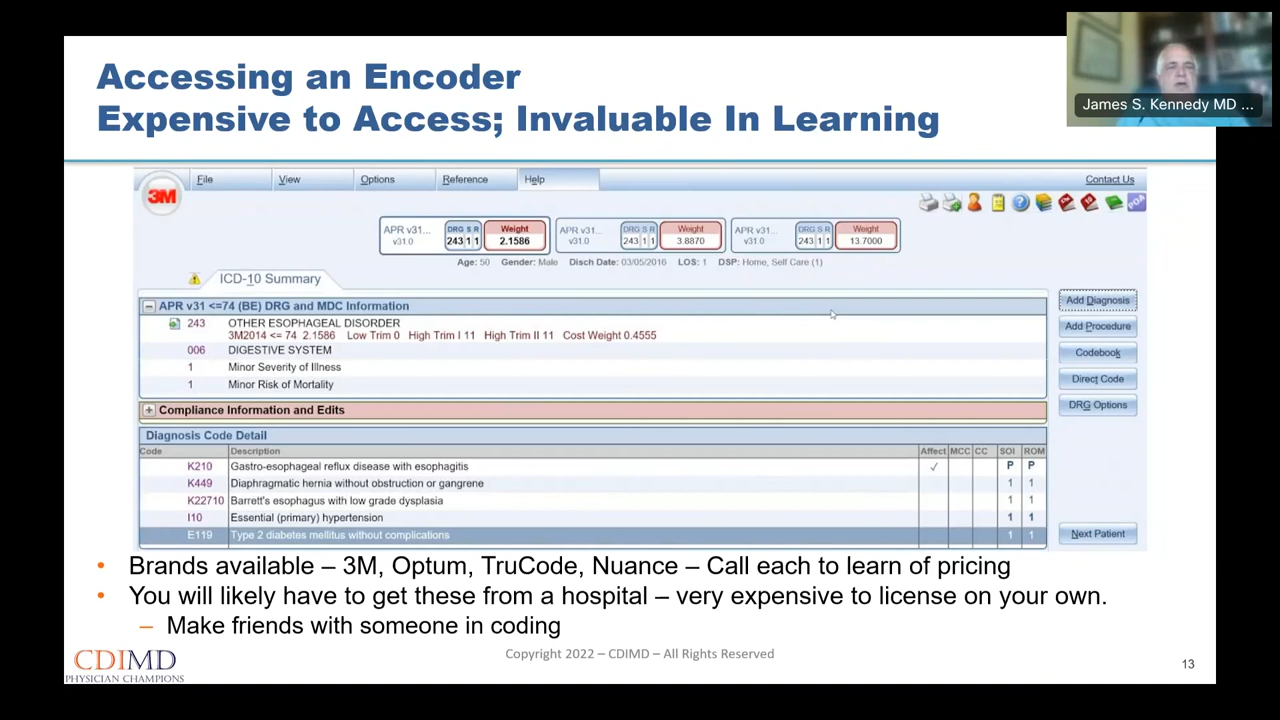 Accessing an Encoder
Expensive to Access; Invaluable In Learning
James S. Kennedy MD ...
3M
File View Options Reference Help Contact Us
POA
APR v31... v31.0 DRG S R 243 1 1 Weight 2.1586
APR v31... v31.0 DRG S R 243 1 1 Weight 3.8870
APR v31... v31.0 DRG S R 243 1 1 Weight 13.7000
Age: 50 Gender: Male Disch Date: 03/05/2016 LOS: 1 DSP: Home, Self Care (1)
ICD-10 Summary
APR v31 <=74 (BE) DRG and MDC Information
243 OTHER ESOPHAGEAL DISORDER
3M2014 <= 74 2.1586 Low Trim 0 High Trim I 11 High Trim II 11 Cost Weight 0.4555
006 DIGESTIVE SYSTEM
1 Minor Severity of Illness
1 Minor Risk of Mortality
Compliance Information and Edits
Diagnosis Code Detail
Code Description Affect MCC CC SOI ROM
K210 Gastro-esophageal reflux disease with esophagitis P P
K449 Diaphragmatic hernia without obstruction or gangrene 1 1
K22710 Barrett's esophagus with low grade dysplasia 1 1
I10 Essential (primary) hypertension 1 1
E119 Type 2 diabetes mellitus without complications 1 1
Add Diagnosis
Add Procedure
Codebook
Direct Code
DRG Options
Next Patient
• Brands available – 3M, Optum, TruCode, Nuance – Call each to learn of pricing
• You will likely have to get these from a hospital – very expensive to license on your own.
– Make friends with someone in coding
CDIMD
PHYSICIAN CHAMPIONS
Copyright 2022 – CDIMD – All Rights Reserved
13